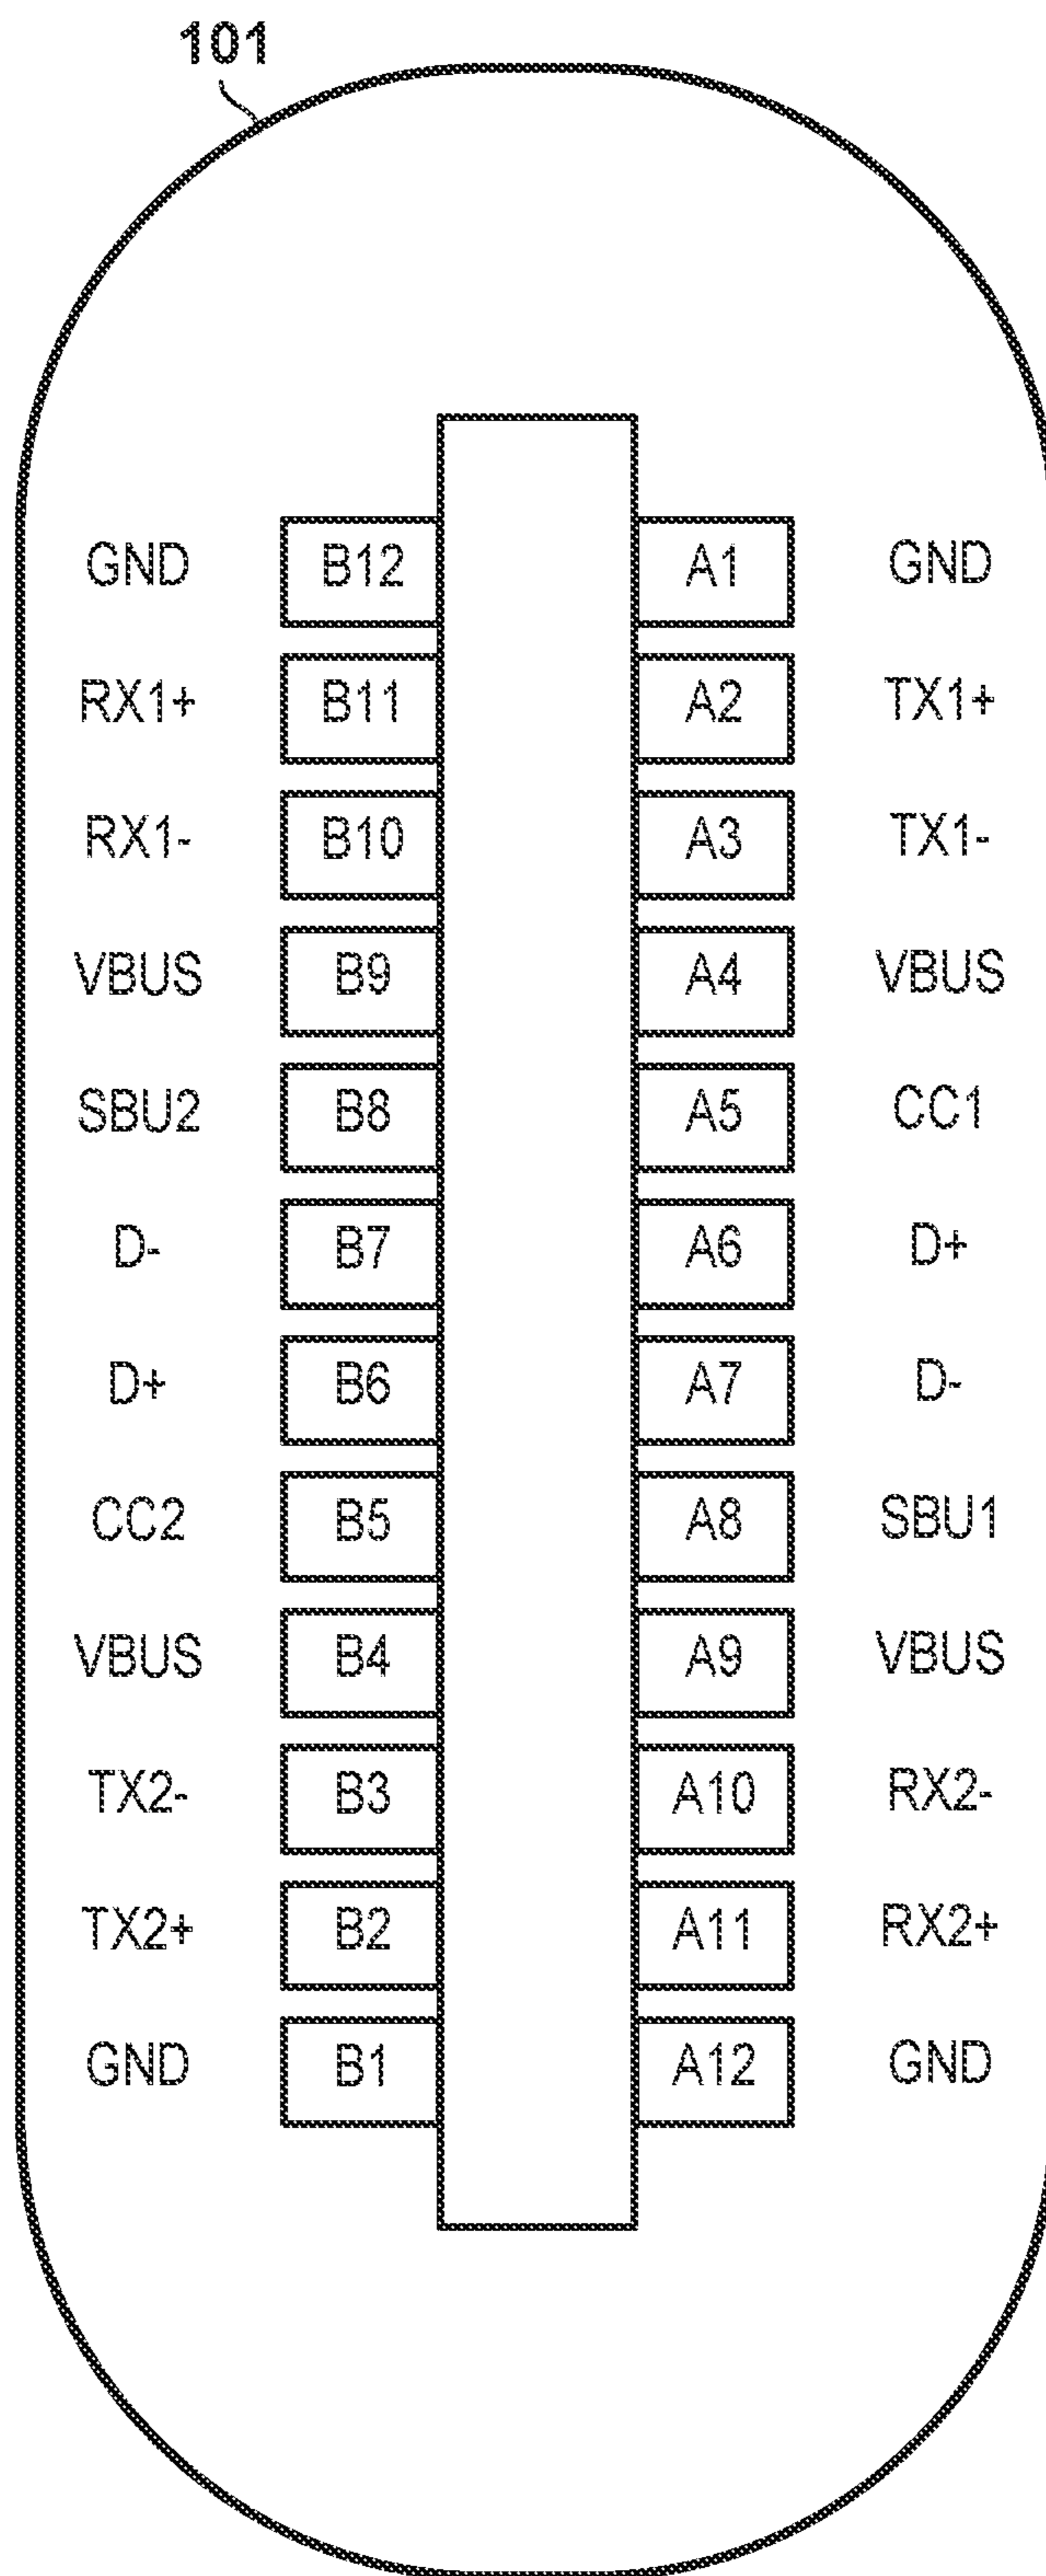 101
GND B12 A1 GND
RX1+ B11 A2 TX1+
RX1- B10 A3 TX1-
VBUS B9 A4 VBUS
SBU2 B8 A5 CC1
D- B7 A6 D+
D+ B6 A7 D-
CC2 B5 A8 SBU1
VBUS B4 A9 VBUS
TX2- B3 A10 RX2-
TX2+ B2 A11 RX2+
GND B1 A12 GND